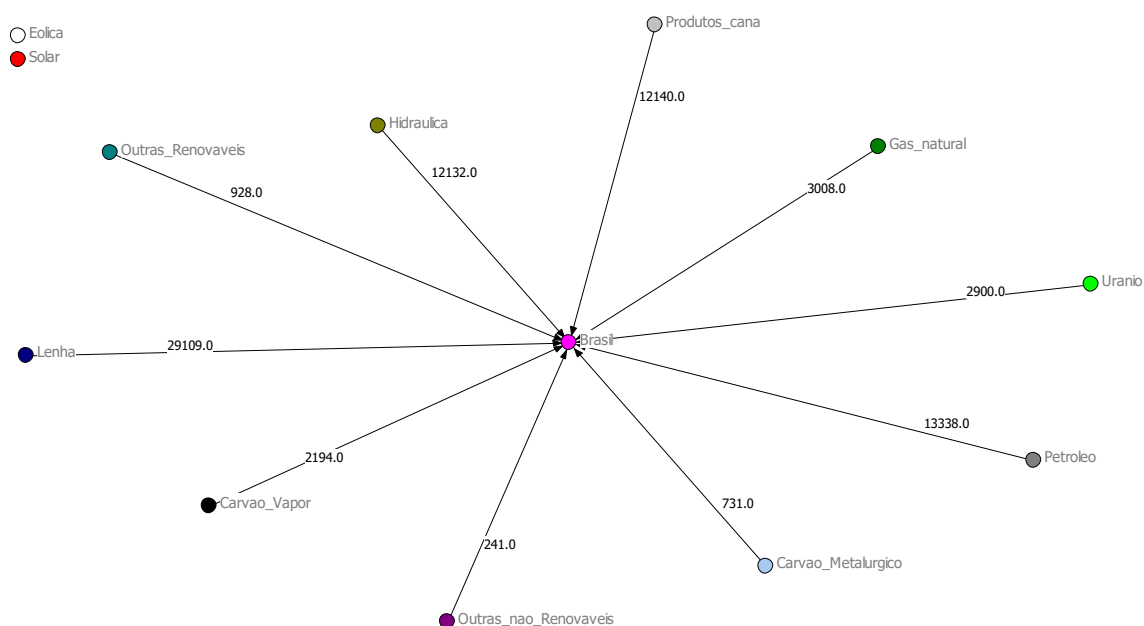 Produtos_cana
Eolica
Solar
12140.0
Hidraulica
Gas_natural
Outras_Renovaveis
12132.0
3008.0
928.0
Uranio
2900.0
Brasil
29109.0
Lenha
13338.0
2194.0
Petroleo
Carvao_Vapor
731.0
241.0
Carvao_Metalurgico
Outras_nao_Renovaveis